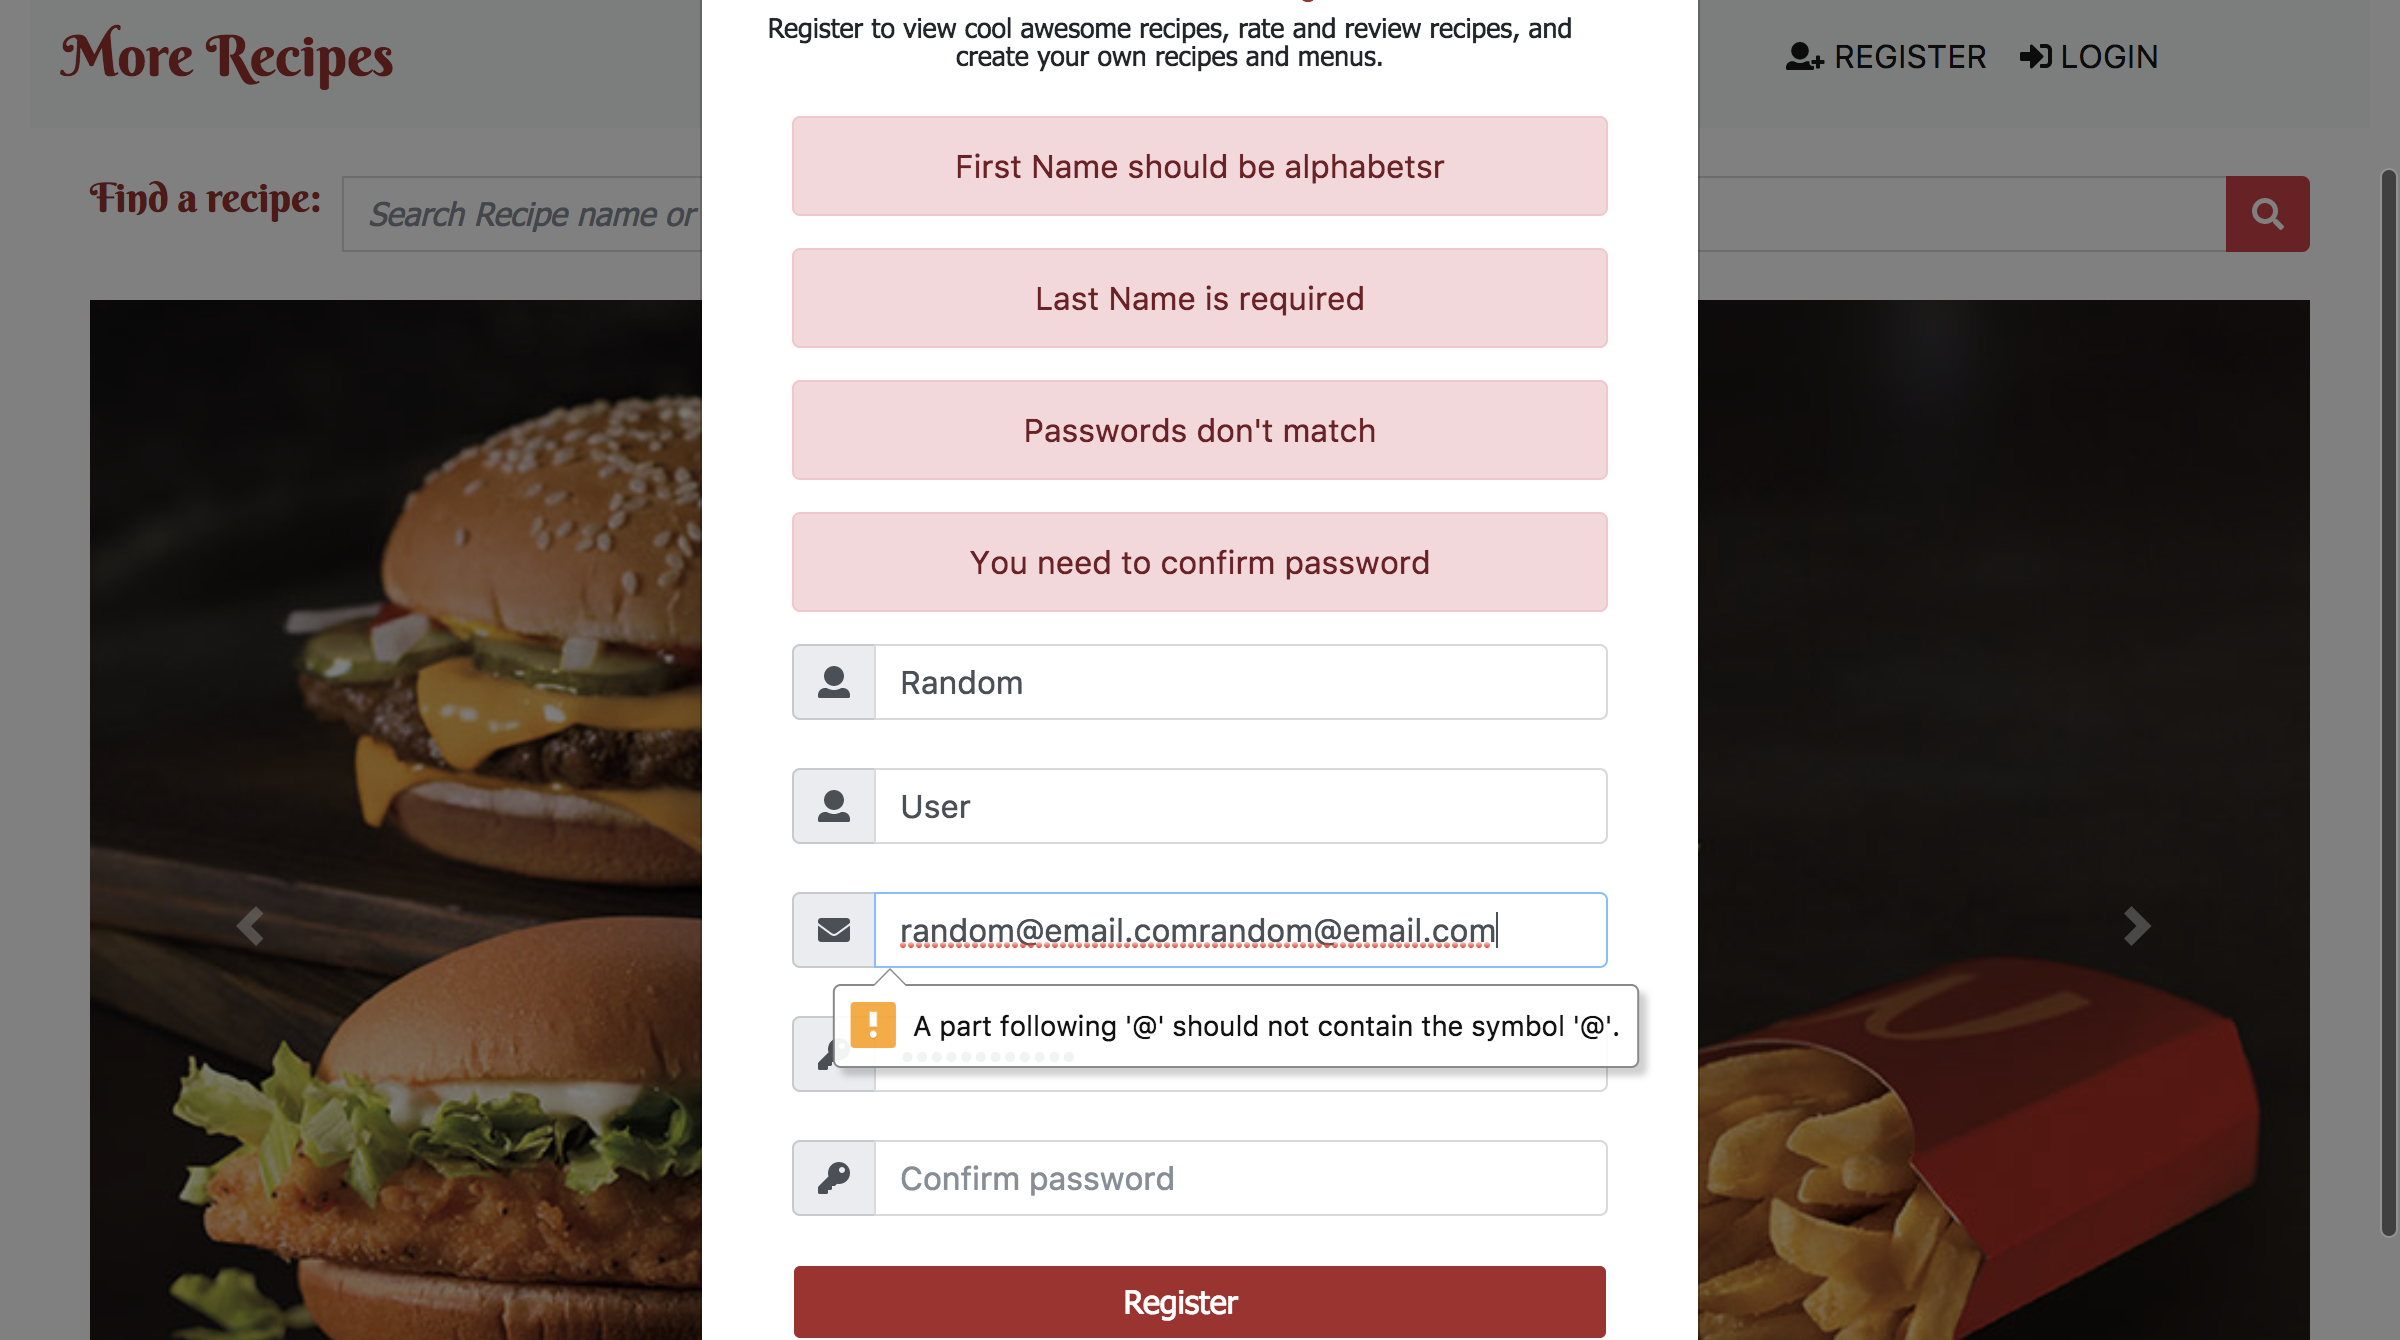 More Recipes
Register to view cool awesome recipes, rate and review recipes, and
create your own recipes and menus.
REGISTER
LOGIN
Find a recipe:
Search Recipe name or
First Name should be alphabetsr
Last Name is required
Passwords don't match
You need to confirm password
Random
User
random@email.comrandom@email.com
A part following '@' should not contain the symbol '@'.
Confirm password
Register